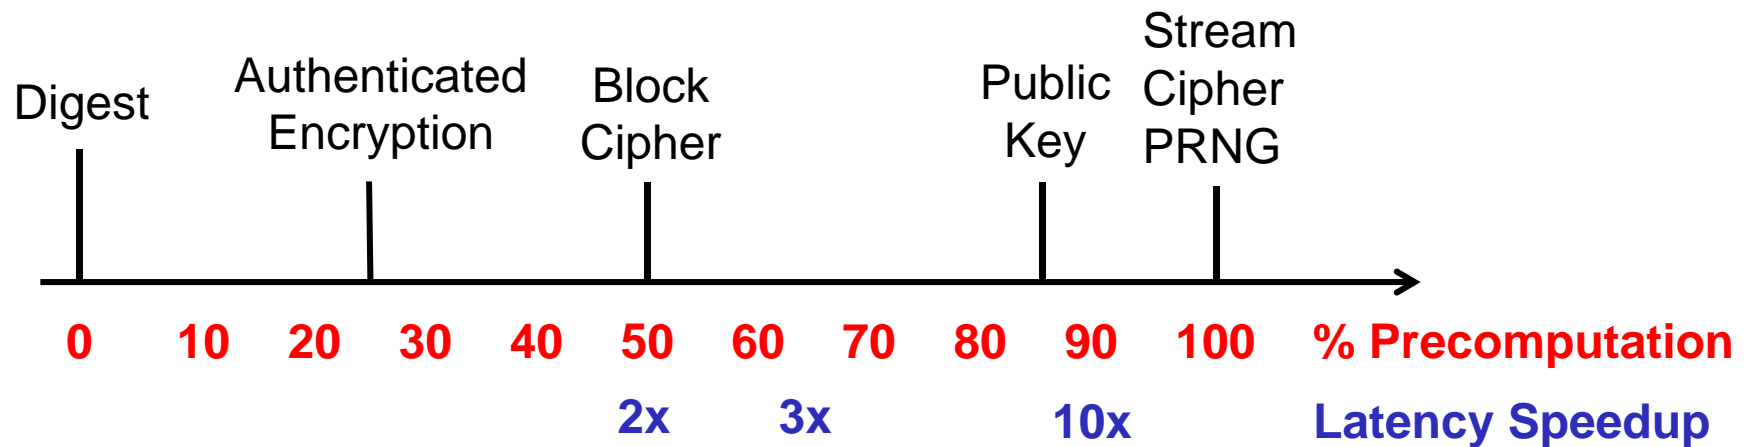 Digest
Authenticated
Encryption
Block
Cipher
Public
Key
Stream
Cipher
PRNG
0 10 20 30 40 50 60 70 80 90 100 % Precomputation
2x 3x 10x Latency Speedup